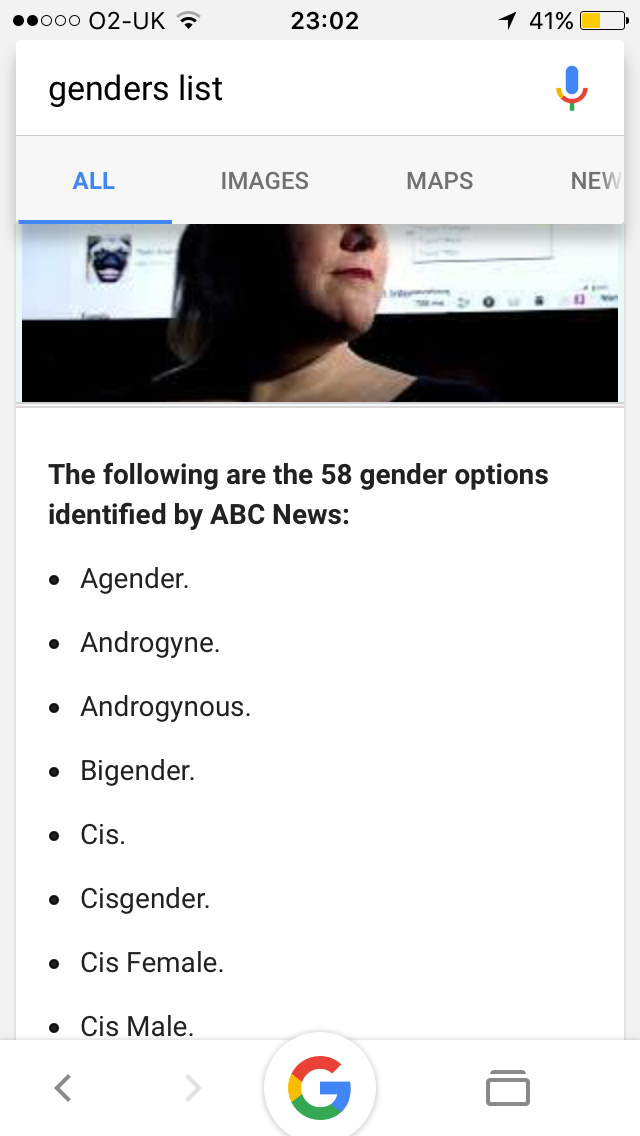 O2-UK 23:02 41%
genders list
ALL IMAGES MAPS NEW
The following are the 58 gender options
identified by ABC News:
• Agender.
• Androgyne.
• Androgynous.
• Bigender.
• Cis.
• Cisgender.
• Cis Female.
• Cis Male.